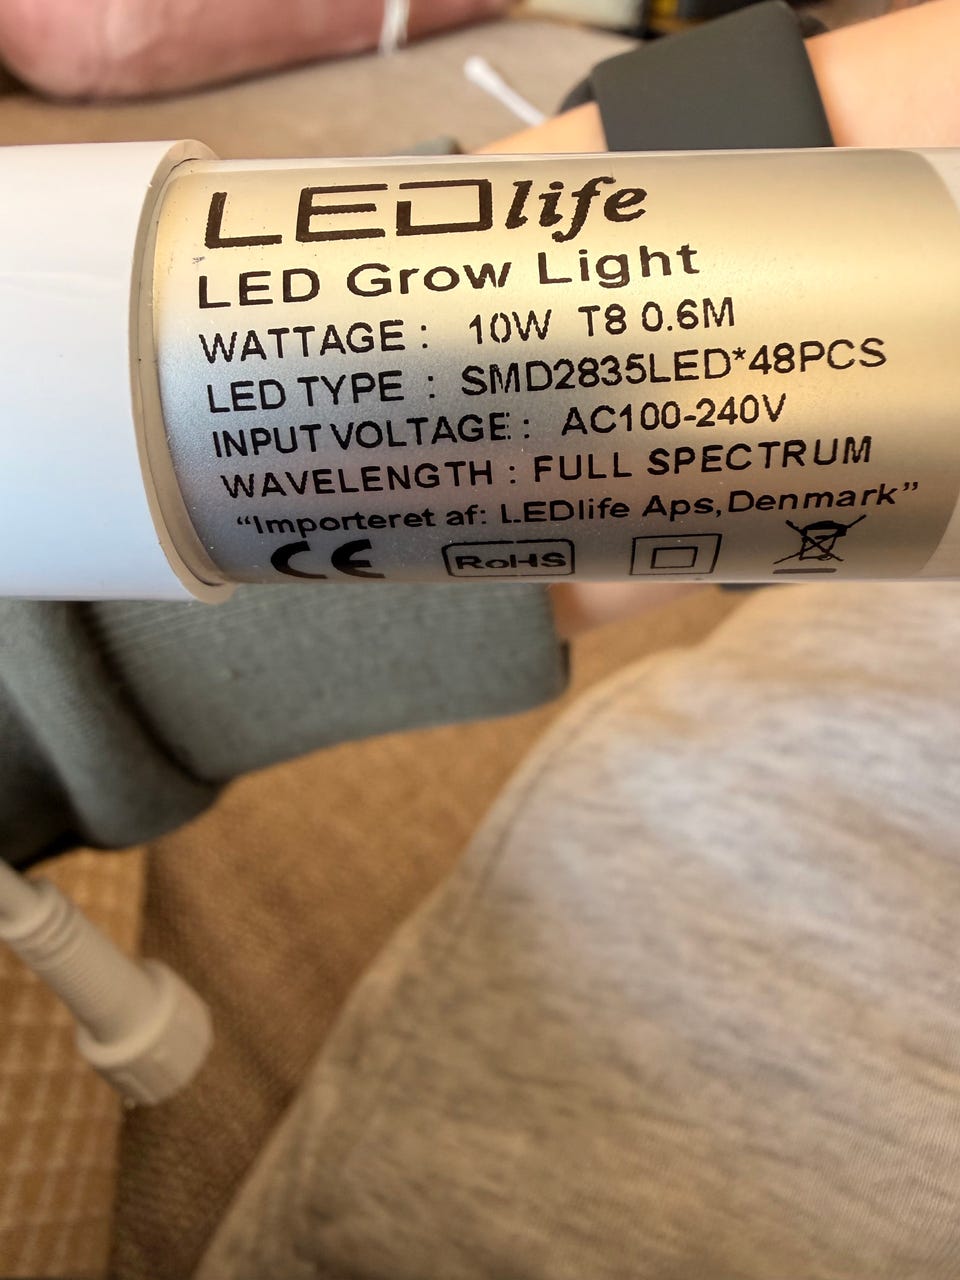 LEDlife
LED Grow Light
WATTAGE : 10W T8 0.6M
LED TYPE : SMD2835LED*48PCS
INPUT VOLTAGE : AC100-240V
WAVELENGTH : FULL SPECTRUM
“Importeret af: LEDlife Aps, Denmark”
CE RoHS